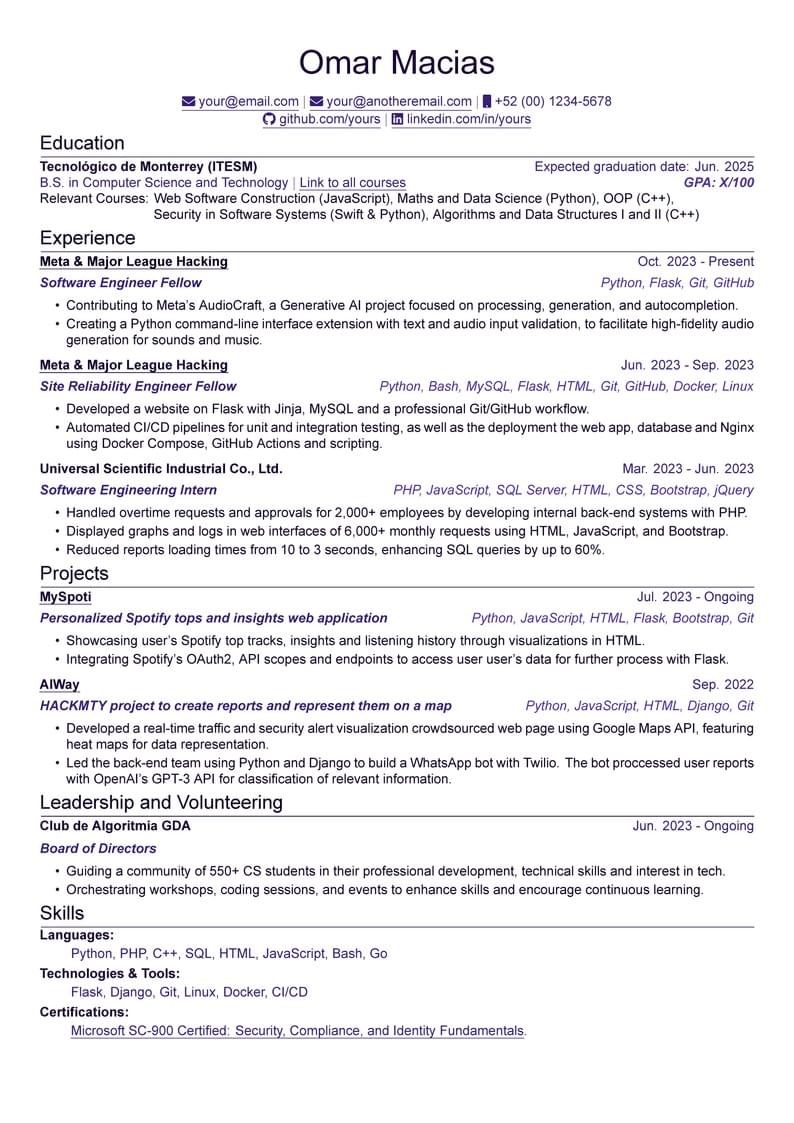 Omar Macias
your@email.com | your@anotheremail.com | +52 (00) 1234-5678
github.com/yours | linkedin.com/in/yours
Education
Tecnológico de Monterrey (ITESM) Expected graduation date: Jun. 2025
B.S. in Computer Science and Technology | Link to all courses GPA: X/100
Relevant Courses: Web Software Construction (JavaScript), Maths and Data Science (Python), OOP (C++),
Security in Software Systems (Swift & Python), Algorithms and Data Structures I and II (C++)
Experience
Meta & Major League Hacking Oct. 2023 - Present
Software Engineer Fellow Python, Flask, Git, GitHub
• Contributing to Meta's AudioCraft, a Generative AI project focused on processing, generation, and autocompletion.
• Creating a Python command-line interface extension with text and audio input validation, to facilitate high-fidelity audio
generation for sounds and music.
Meta & Major League Hacking Jun. 2023 - Sep. 2023
Site Reliability Engineer Fellow Python, Bash, MySQL, Flask, HTML, Git, GitHub, Docker, Linux
• Developed a website on Flask with Jinja, MySQL and a professional Git/GitHub workflow.
• Automated CI/CD pipelines for unit and integration testing, as well as the deployment the web app, database and Nginx
using Docker Compose, GitHub Actions and scripting.
Universal Scientific Industrial Co., Ltd. Mar. 2023 - Jun. 2023
Software Engineering Intern PHP, JavaScript, SQL Server, HTML, CSS, Bootstrap, jQuery
• Handled overtime requests and approvals for 2,000+ employees by developing internal back-end systems with PHP.
• Displayed graphs and logs in web interfaces of 6,000+ monthly requests using HTML, JavaScript, and Bootstrap.
• Reduced reports loading times from 10 to 3 seconds, enhancing SQL queries by up to 60%.
Projects
MySpoti Jul. 2023 - Ongoing
Personalized Spotify tops and insights web application Python, JavaScript, HTML, Flask, Bootstrap, Git
• Showcasing user's Spotify top tracks, insights and listening history through visualizations in HTML.
• Integrating Spotify's OAuth2, API scopes and endpoints to access user user's data for further process with Flask.
AIWay Sep. 2022
HACKMTY project to create reports and represent them on a map Python, JavaScript, HTML, Django, Git
• Developed a real-time traffic and security alert visualization crowdsourced web page using Google Maps API, featuring
heat maps for data representation.
• Led the back-end team using Python and Django to build a WhatsApp bot with Twilio. The bot proccessed user reports
with OpenAI's GPT-3 API for classification of relevant information.
Leadership and Volunteering
Club de Algoritmia GDA Jun. 2023 - Ongoing
Board of Directors
• Guiding a community of 550+ CS students in their professional development, technical skills and interest in tech.
• Orchestrating workshops, coding sessions, and events to enhance skills and encourage continuous learning.
Skills
Languages:
Python, PHP, C++, SQL, HTML, JavaScript, Bash, Go
Technologies & Tools:
Flask, Django, Git, Linux, Docker, CI/CD
Certifications:
Microsoft SC-900 Certified: Security, Compliance, and Identity Fundamentals.